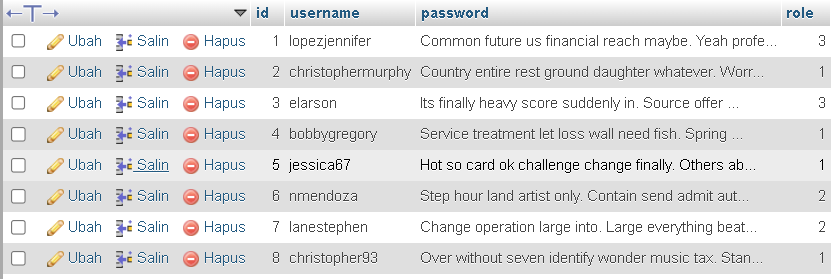 id username password role
Ubah Salin Hapus 1 lopezjennifer Common future us financial reach maybe. Yeah profe... 3
Ubah Salin Hapus 2 christophermurphy Country entire rest ground daughter whatever. Worr... 1
Ubah Salin Hapus 3 elarson Its finally heavy score suddenly in. Source offer ... 3
Ubah Salin Hapus 4 bobbygregory Service treatment let loss wall need fish. Spring ... 1
Ubah Salin Hapus 5 jessica67 Hot so card ok challenge change finally. Others ab... 1
Ubah Salin Hapus 6 nmendoza Step hour land artist only. Contain send admit aut... 2
Ubah Salin Hapus 7 lanestephen Change operation large into. Large everything beat... 2
Ubah Salin Hapus 8 christopher93 Over without seven identify wonder music tax. Stan... 1